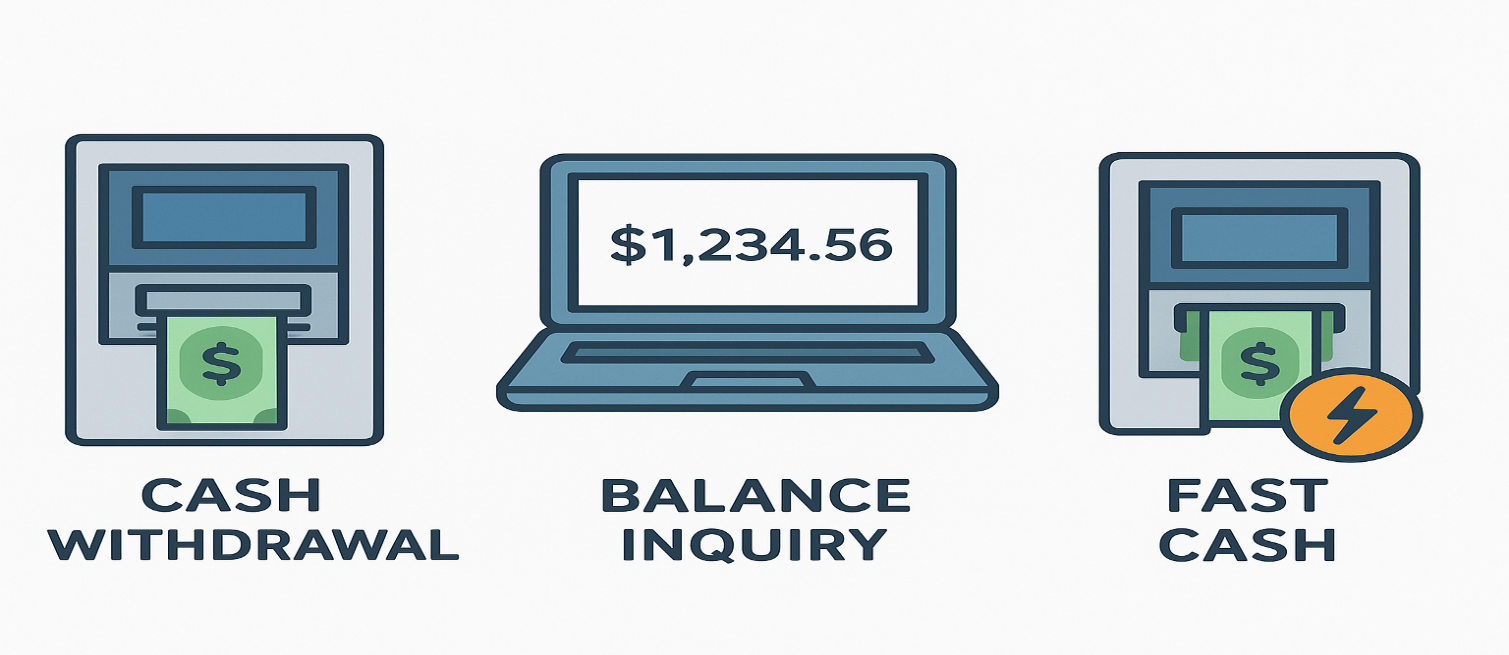 $
$1,234.56
$
CASH
WITHDRAWAL
BALANCE
INQUIRY
FAST
CASH